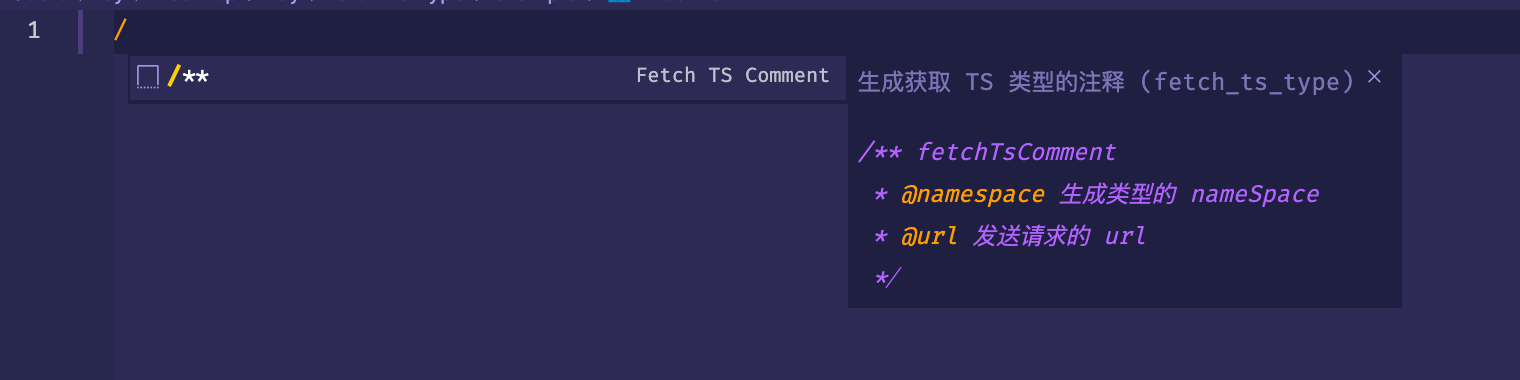 1 /
/** Fetch TS Comment
生成获取 TS 类型的注释 (fetch_ts_type) ×
/** fetchTsComment
* @namespace 生成类型的 nameSpace
* @url 发送请求的 url
*/